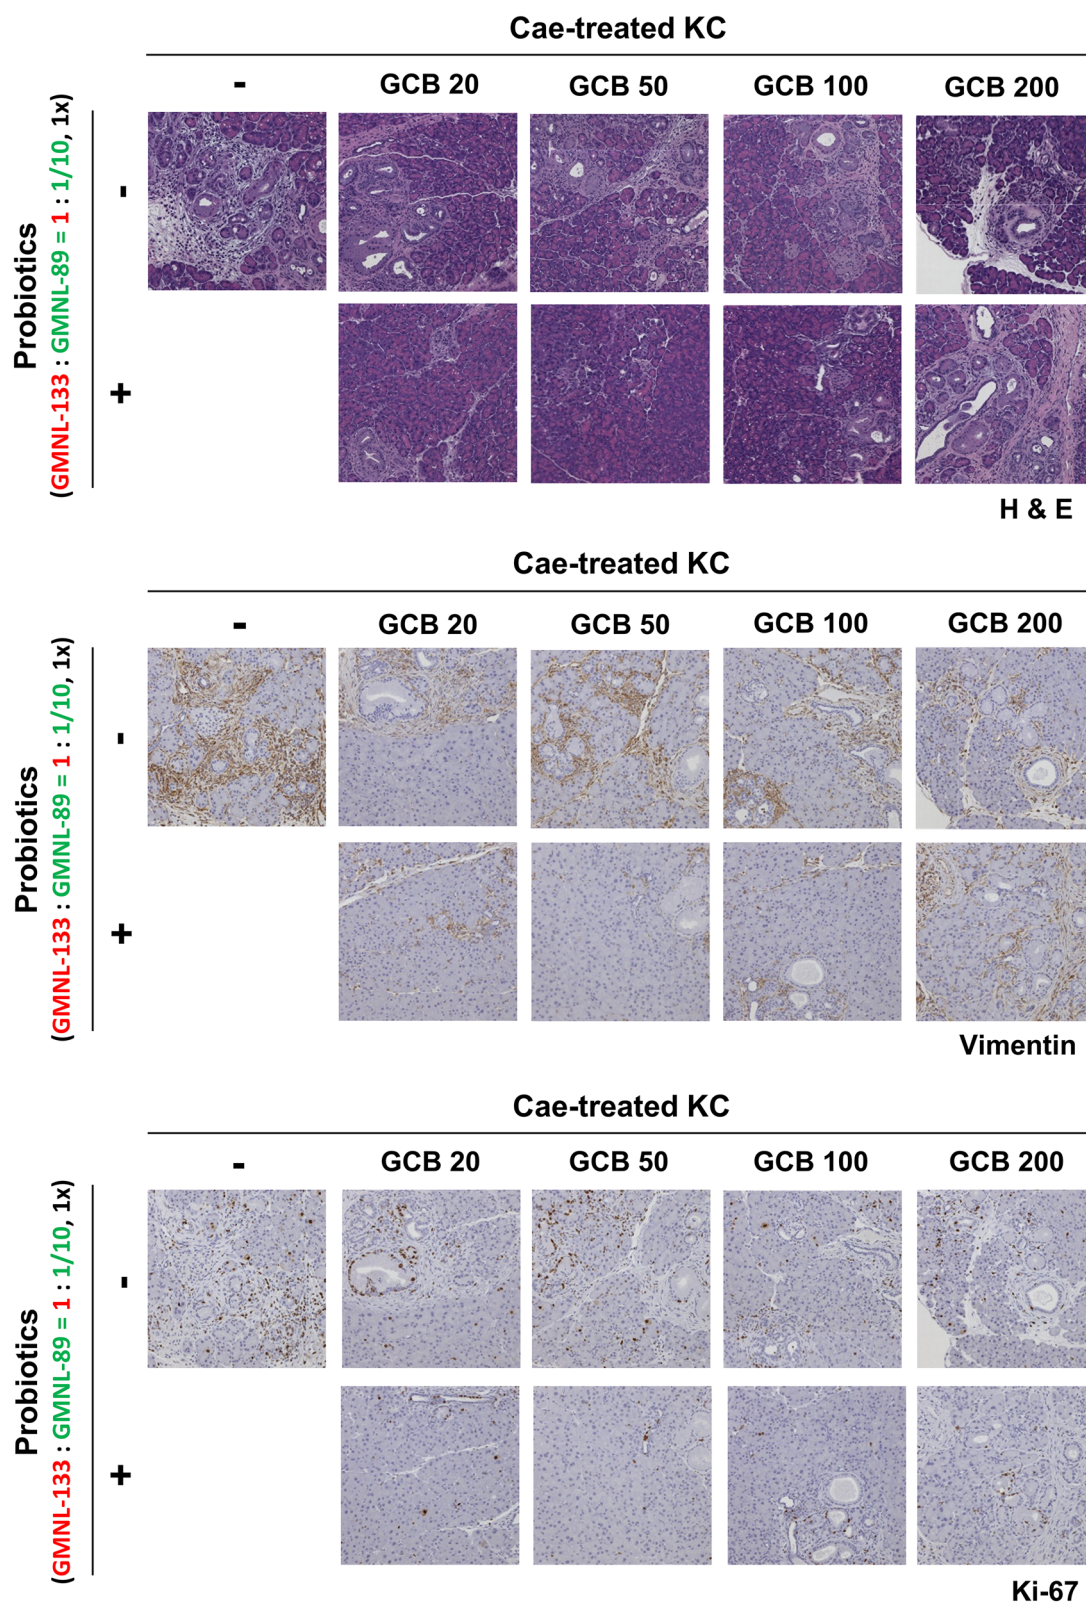 Cae-treated KC
- GCB 20 GCB 50 GCB 100 GCB 200
Probiotics
(GMNL-133 : GMNL-89 = 1 : 1/10, 1x)
-
+
H & E
Cae-treated KC
- GCB 20 GCB 50 GCB 100 GCB 200
Probiotics
(GMNL-133 : GMNL-89 = 1 : 1/10, 1x)
-
+
Vimentin
Cae-treated KC
- GCB 20 GCB 50 GCB 100 GCB 200
Probiotics
(GMNL-133 : GMNL-89 = 1 : 1/10, 1x)
-
+
Ki-67